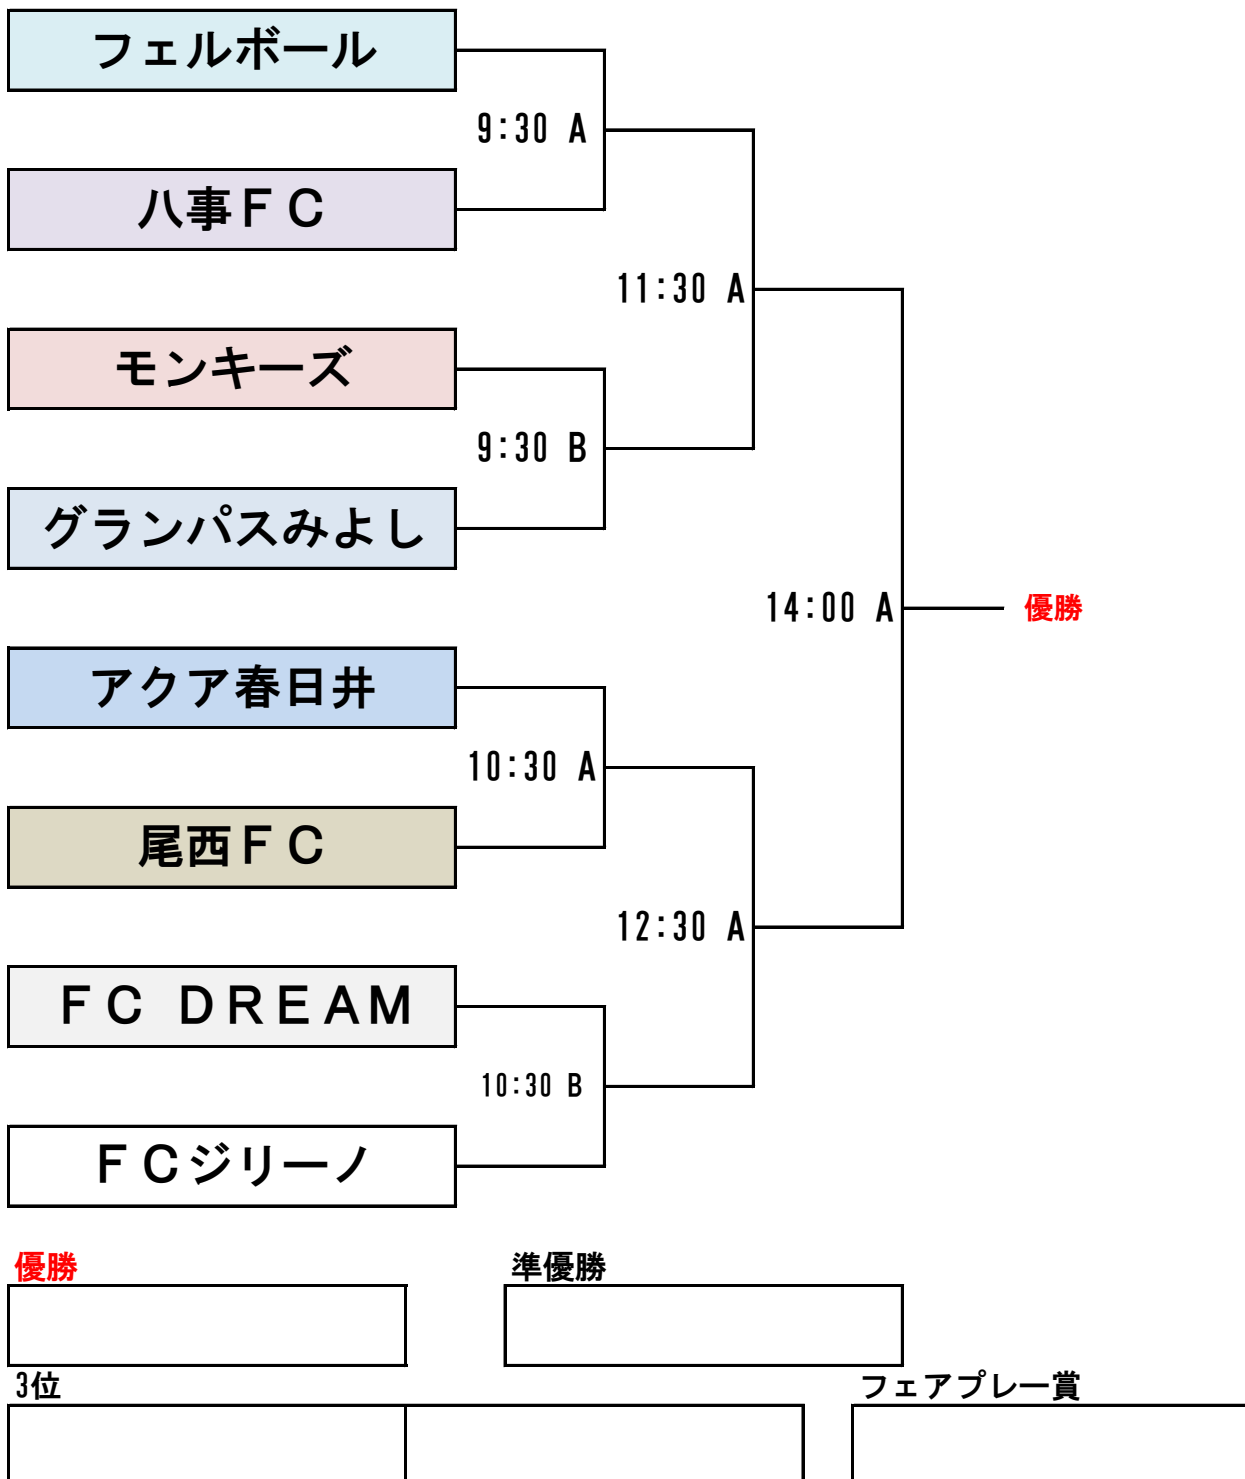 フェルボール
9:30 A
八事ＦＣ
11:30 A
モンキーズ
9:30 B
グランパスみよし
14:00 A
優勝
アクア春日井
10:30 A
尾西ＦＣ
12:30 A
ＦＣ ＤＲＥＡＭ
10:30 B
ＦＣジリーノ
優勝
準優勝
3位
フェアプレー賞